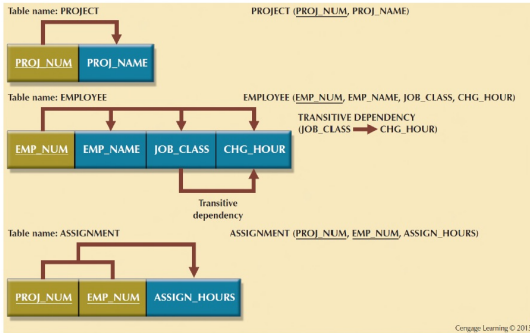 Table name: PROJECT
PROJECT (PROJ_NUM, PROJ_NAME)
PROJ_NUM PROJ_NAME
Table name: EMPLOYEE
EMPLOYEE (EMP_NUM, EMP_NAME, JOB_CLASS, CHG_HOUR)
TRANSITIVE DEPENDENCY
(JOB_CLASS CHG_HOUR)
EMP_NUM EMP_NAME JOB_CLASS CHG_HOUR
Transitive
dependency
Table name: ASSIGNMENT
ASSIGNMENT (PROJ_NUM, EMP_NUM, ASSIGN_HOURS)
PROJ_NUM EMP_NUM ASSIGN_HOURS
Cengage Learning ©